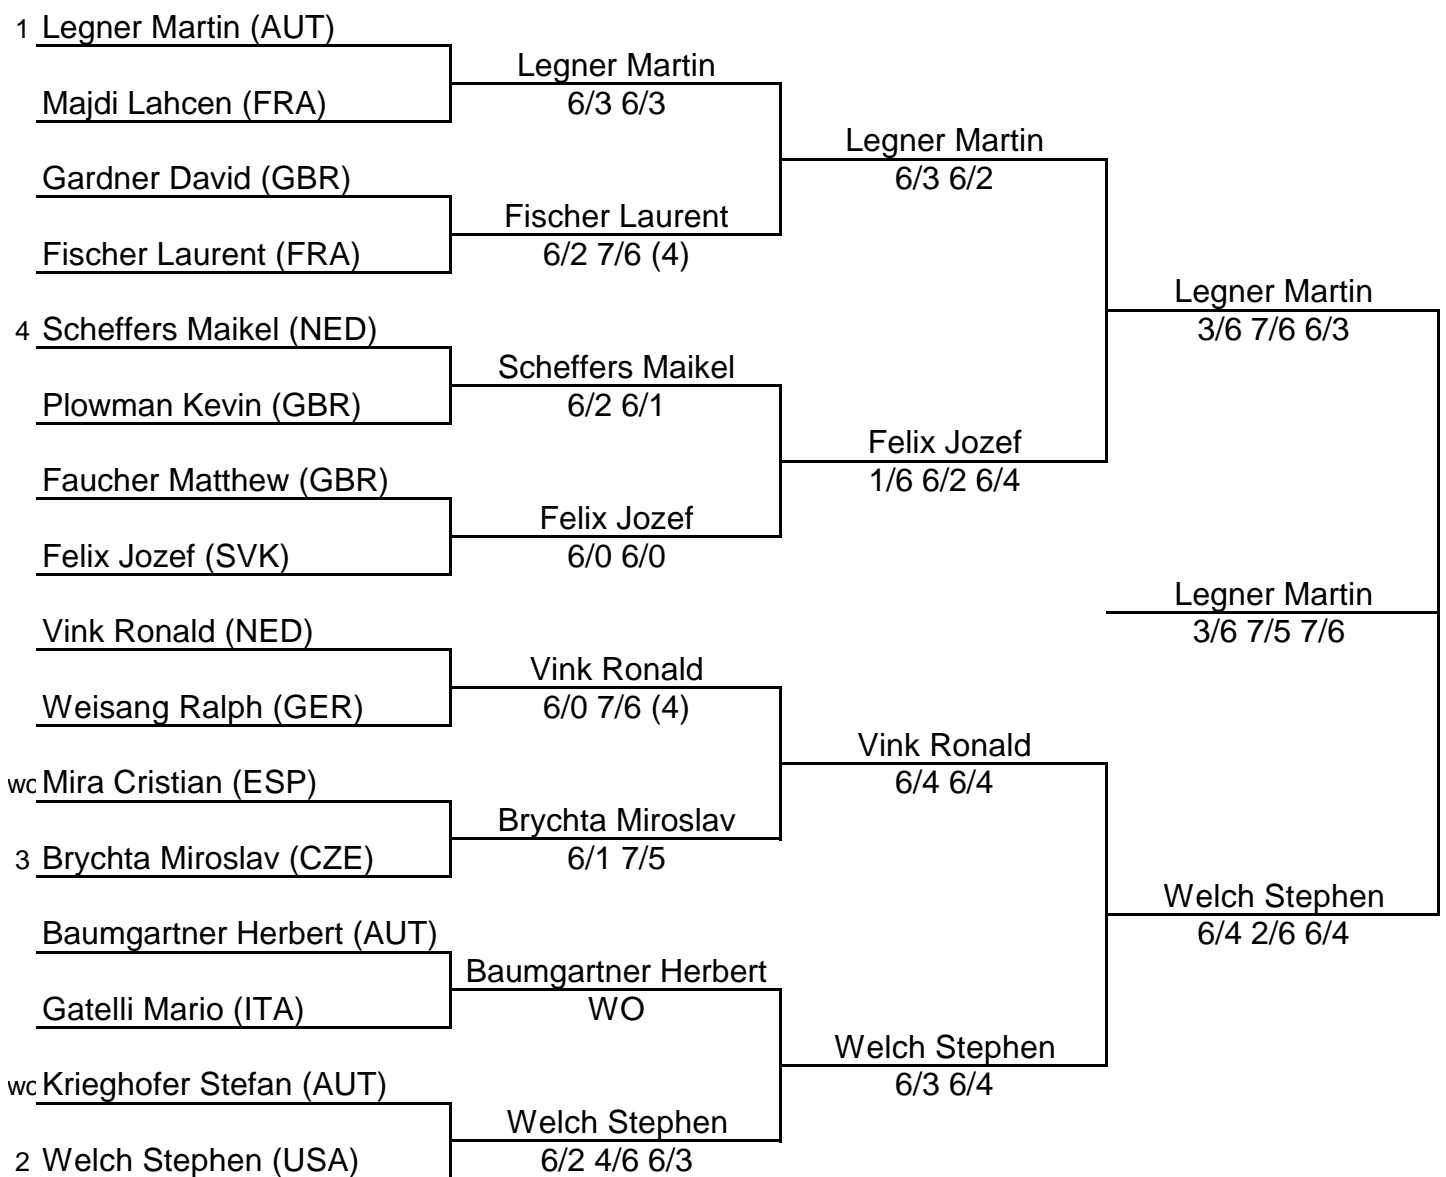 1 Legner Martin (AUT)
Legner Martin
Majdi Lahcen (FRA)
6/3 6/3
Legner Martin
Gardner David (GBR)
6/3 6/2
Fischer Laurent
Fischer Laurent (FRA)
6/2 7/6 (4)
Legner Martin
4 Scheffers Maikel (NED)
3/6 7/6 6/3
Scheffers Maikel
Plowman Kevin (GBR)
6/2 6/1
Felix Jozef
Faucher Matthew (GBR)
1/6 6/2 6/4
Felix Jozef
Felix Jozef (SVK)
6/0 6/0
Legner Martin
Vink Ronald (NED)
3/6 7/5 7/6
Vink Ronald
Weisang Ralph (GER)
6/0 7/6 (4)
Vink Ronald
wc Mira Cristian (ESP)
6/4 6/4
Brychta Miroslav
3 Brychta Miroslav (CZE)
6/1 7/5
Welch Stephen
Baumgartner Herbert (AUT)
6/4 2/6 6/4
Baumgartner Herbert
Gatelli Mario (ITA)
WO
Welch Stephen
wc Krieghofer Stefan (AUT)
6/3 6/4
Welch Stephen
2 Welch Stephen (USA)
6/2 4/6 6/3